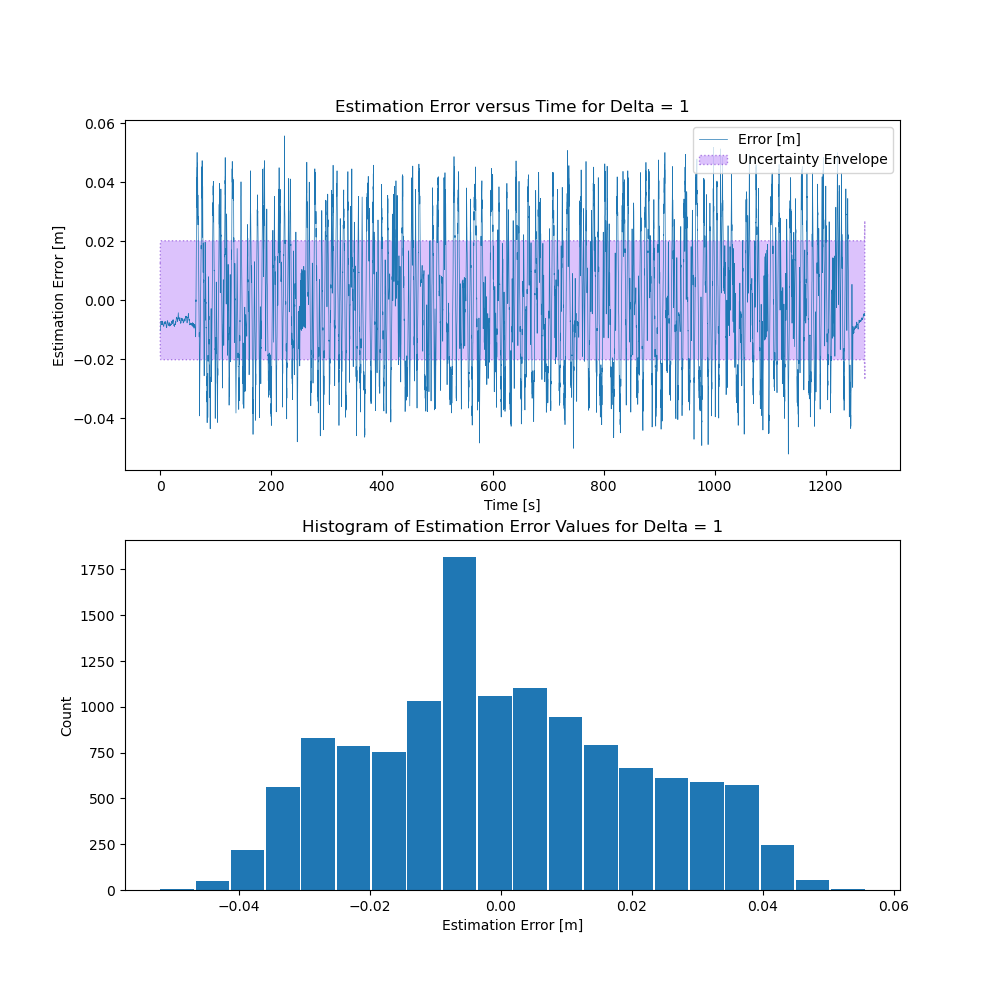 Estimation Error versus Time for Delta = 1
0.06
0.04
0.02
0.00
−0.02
−0.04
Estimation Error [m]
Error [m]
Uncertainty Envelope
0 200 400 600 800 1000 1200
Time [s]
Histogram of Estimation Error Values for Delta = 1
1750
1500
1250
1000
750
500
250
0
Count
−0.04 −0.02 0.00 0.02 0.04 0.06
Estimation Error [m]